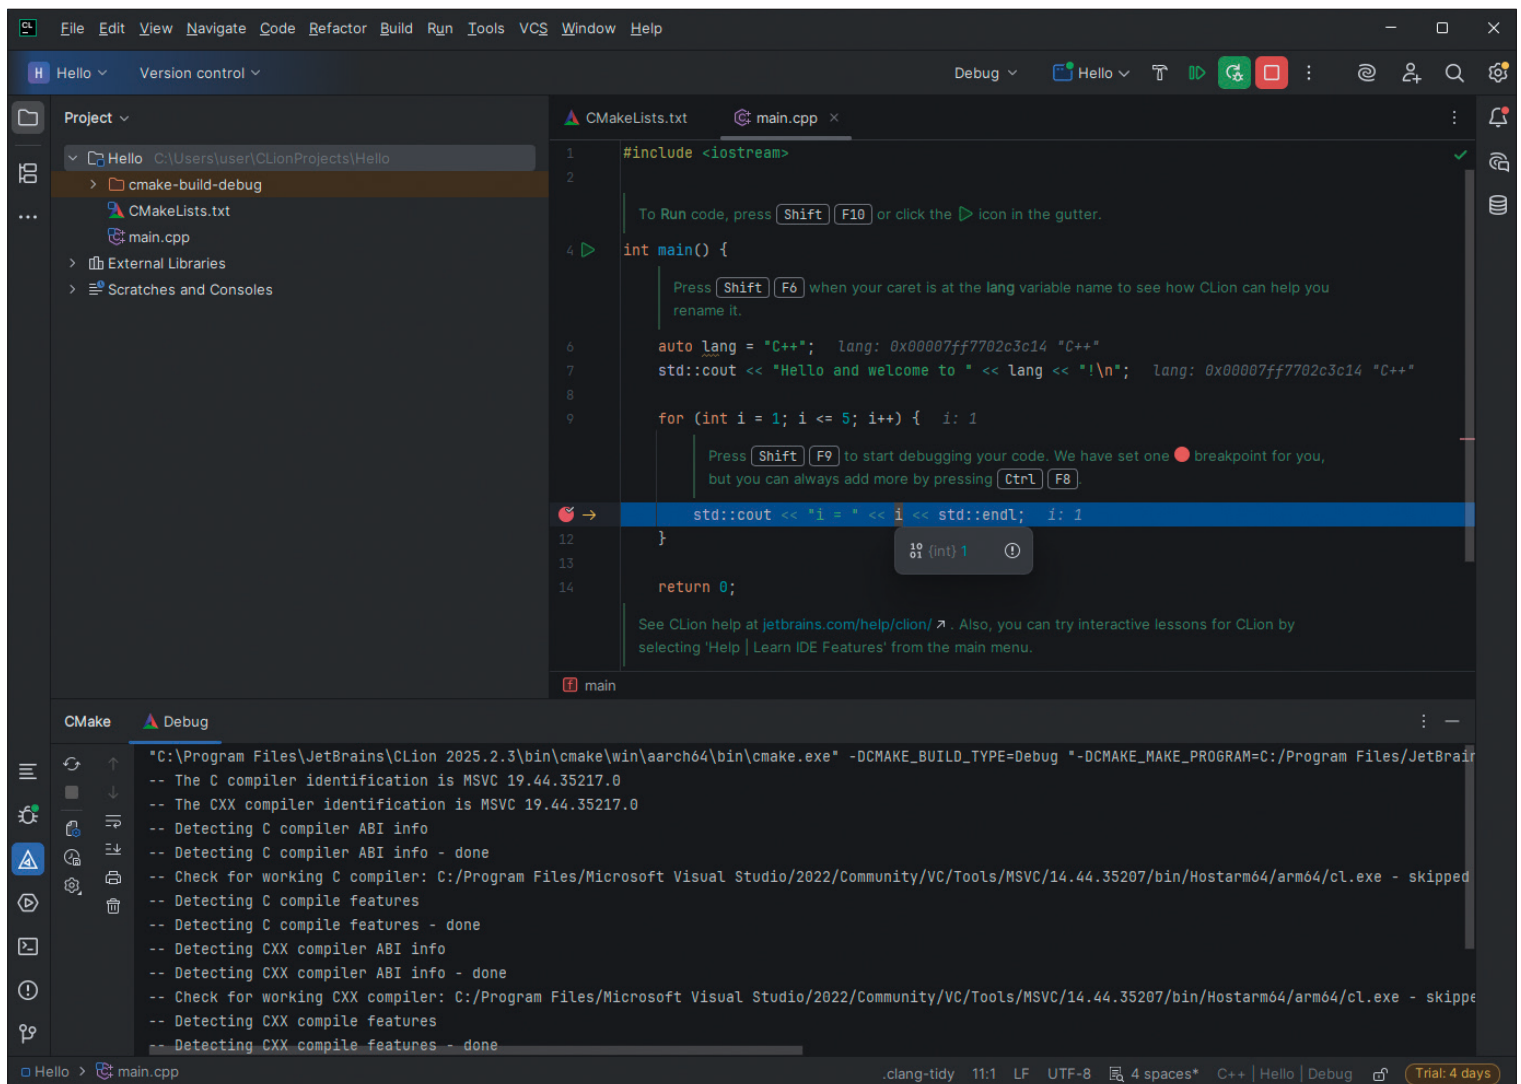 CL File Edit View Navigate Code Refactor Build Run Tools VCS Window Help
H Hello Version control Debug Hello
Project
CMakeLists.txt main.cpp
Hello C:\Users\user\CLionProjects\Hello
cmake-build-debug
CMakeLists.txt
main.cpp
External Libraries
Scratches and Consoles
1 #include <iostream>
2
To Run code, press Shift F10 or click the icon in the gutter.
4 int main() {
Press Shift F6 when your caret is at the lang variable name to see how CLion can help you
rename it.
6 auto lang = "C++"; lang: 0x00007ff7702c3c14 "C++"
7 std::cout << "Hello and welcome to " << lang << "!\n"; lang: 0x00007ff7702c3c14 "C++"
8
9 for (int i = 1; i <= 5; i++) { i: 1
Press Shift F9 to start debugging your code. We have set one breakpoint for you,
but you can always add more by pressing Ctrl F8.
std::cout << "i = " << i << std::endl; i: 1
12 }
{int} 1
13
14 return 0;
See CLion help at jetbrains.com/help/clion/ . Also, you can try interactive lessons for CLion by
selecting 'Help | Learn IDE Features' from the main menu.
f main
CMake Debug
"C:\Program Files\JetBrains\CLion 2025.2.3\bin\cmake\win\aarch64\bin\cmake.exe" -DCMAKE_BUILD_TYPE=Debug "-DCMAKE_MAKE_PROGRAM=C:/Program Files/JetBrair
-- The C compiler identification is MSVC 19.44.35217.0
-- The CXX compiler identification is MSVC 19.44.35217.0
-- Detecting C compiler ABI info
-- Detecting C compiler ABI info - done
-- Check for working C compiler: C:/Program Files/Microsoft Visual Studio/2022/Community/VC/Tools/MSVC/14.44.35207/bin/Hostarm64/arm64/cl.exe - skipped
-- Detecting C compile features
-- Detecting C compile features - done
-- Detecting CXX compiler ABI info
-- Detecting CXX compiler ABI info - done
-- Check for working CXX compiler: C:/Program Files/Microsoft Visual Studio/2022/Community/VC/Tools/MSVC/14.44.35207/bin/Hostarm64/arm64/cl.exe - skippe
-- Detecting CXX compile features
-- Detecting CXX compile features - done
Hello > main.cpp .clang-tidy 11:1 LF UTF-8 4 spaces* C++ | Hello | Debug Trial: 4 days